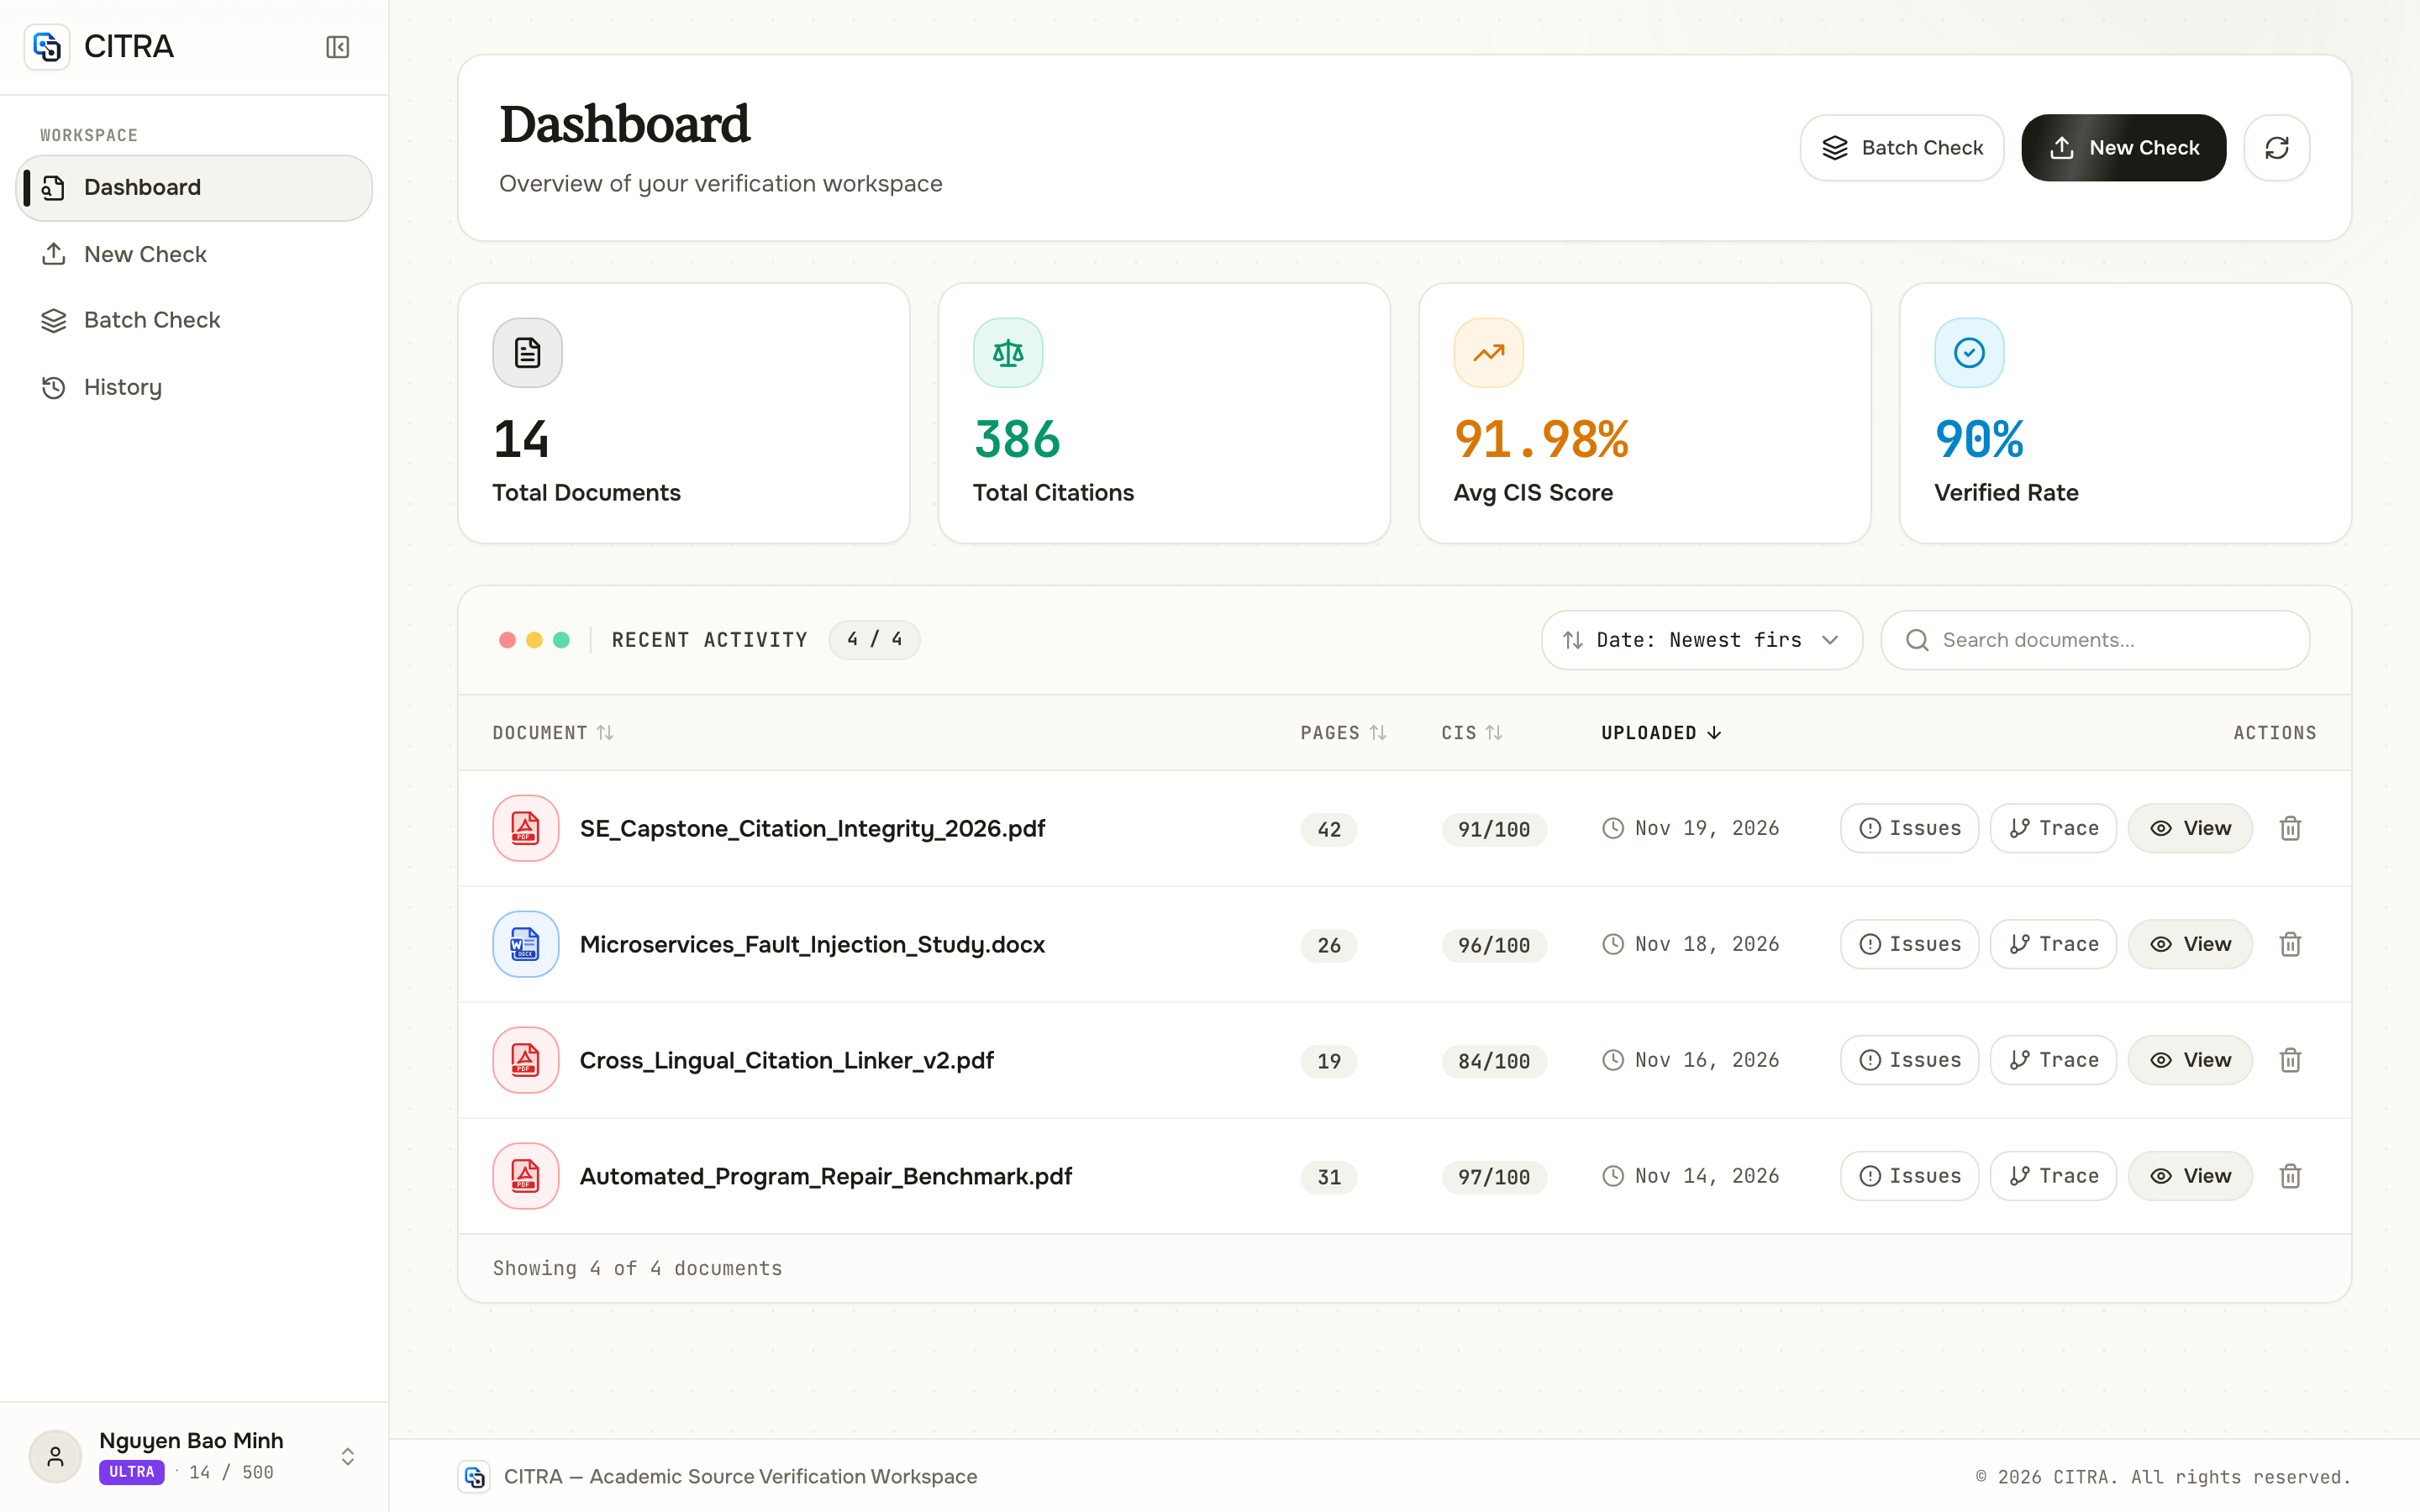 CITRA
WORKSPACE
Dashboard
New Check
Batch Check
History
Nguyen Bao Minh
ULTRA · 14 / 500
Dashboard
Overview of your verification workspace
Batch Check
New Check
14
Total Documents
386
Total Citations
91.98%
Avg CIS Score
90%
Verified Rate
RECENT ACTIVITY 4 / 4
Date: Newest firs
Search documents...
DOCUMENT PAGES CIS UPLOADED ACTIONS
PDF SE_Capstone_Citation_Integrity_2026.pdf 42 91/100 Nov 19, 2026 Issues Trace View
W DOCX Microservices_Fault_Injection_Study.docx 26 96/100 Nov 18, 2026 Issues Trace View
PDF Cross_Lingual_Citation_Linker_v2.pdf 19 84/100 Nov 16, 2026 Issues Trace View
PDF Automated_Program_Repair_Benchmark.pdf 31 97/100 Nov 14, 2026 Issues Trace View
Showing 4 of 4 documents
CITRA — Academic Source Verification Workspace
© 2026 CITRA. All rights reserved.